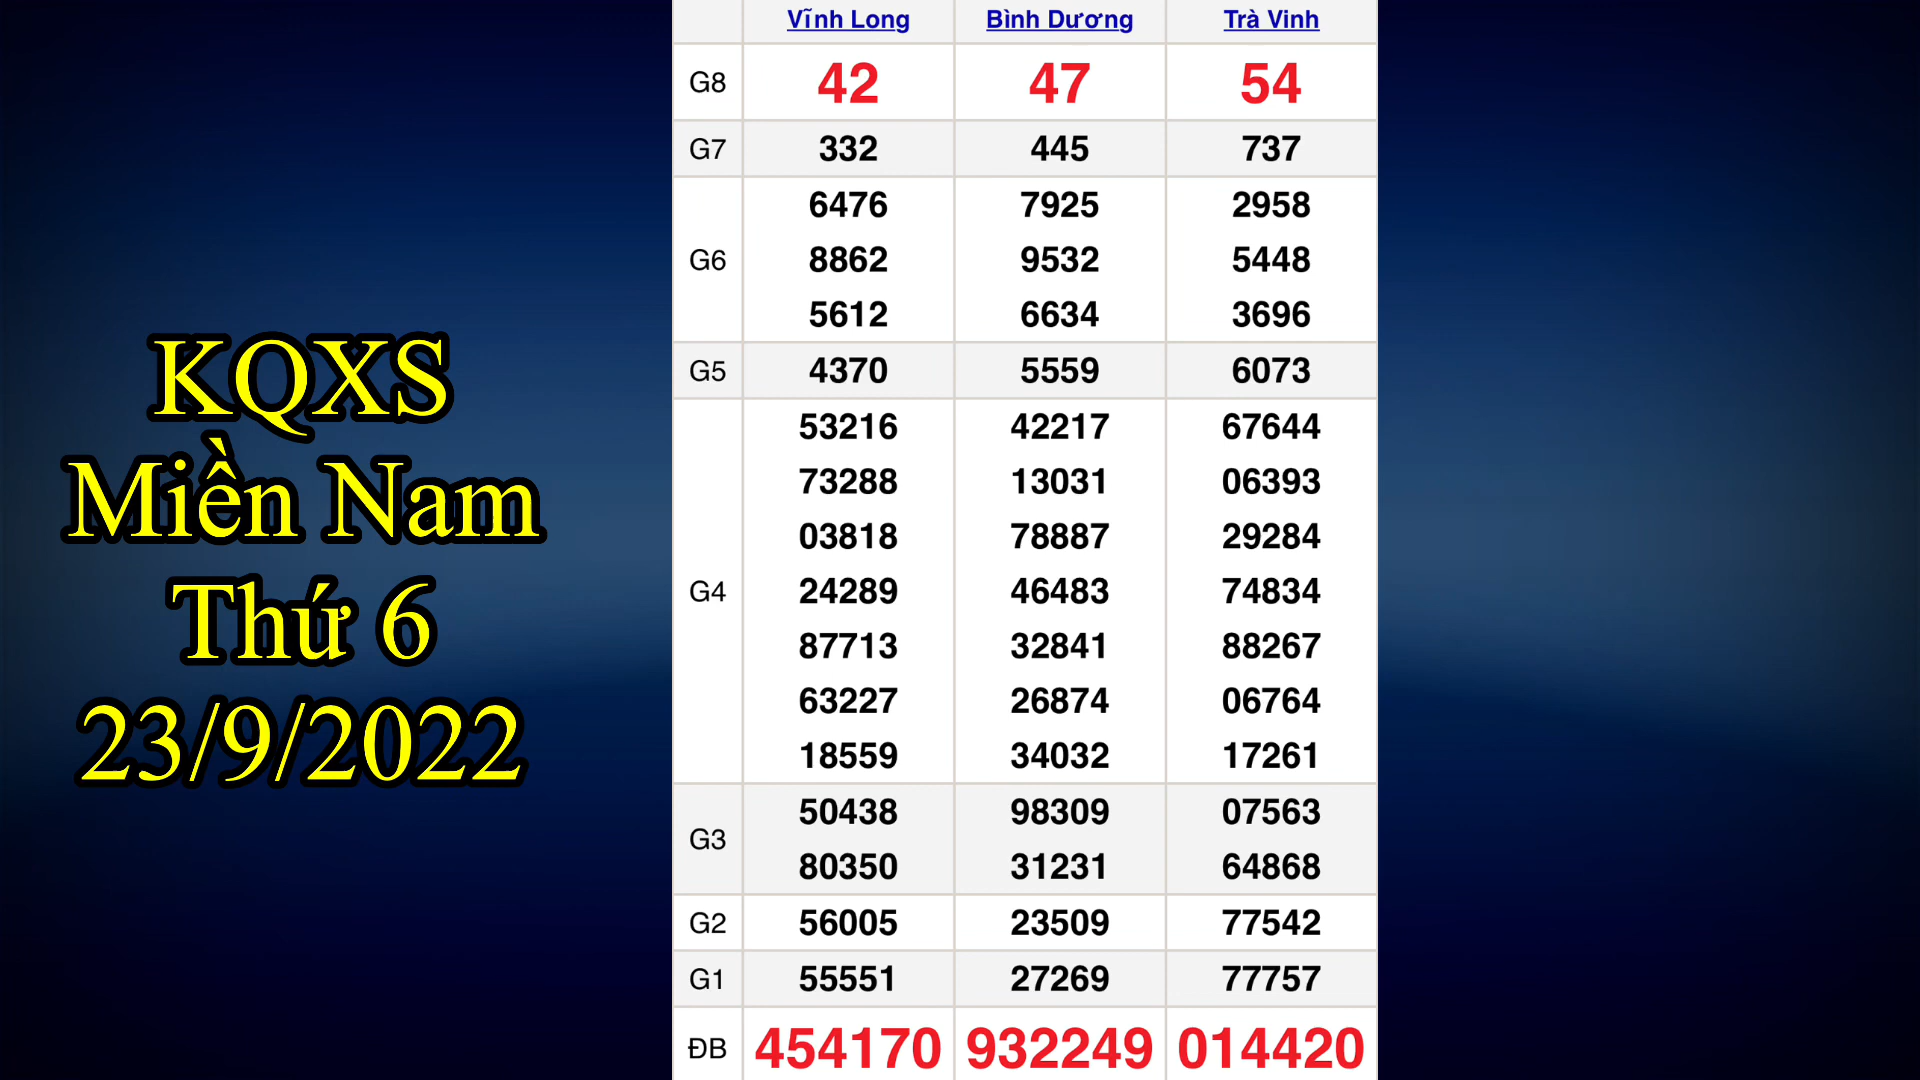 KQXS
Miền Nam
Thứ 6
23/9/2022
Vĩnh Long Bình Dương Trà Vinh
G8 42 47 54
G7 332 445 737
6476 7925 2958
G6 8862 9532 5448
5612 6634 3696
G5 4370 5559 6073
53216 42217 67644
73288 13031 06393
03818 78887 29284
G4 24289 46483 74834
87713 32841 88267
63227 26874 06764
18559 34032 17261
G3
50438 98309 07563
80350 31231 64868
G2 56005 23509 77542
G1 55551 27269 77757
ĐB 454170 932249 014420